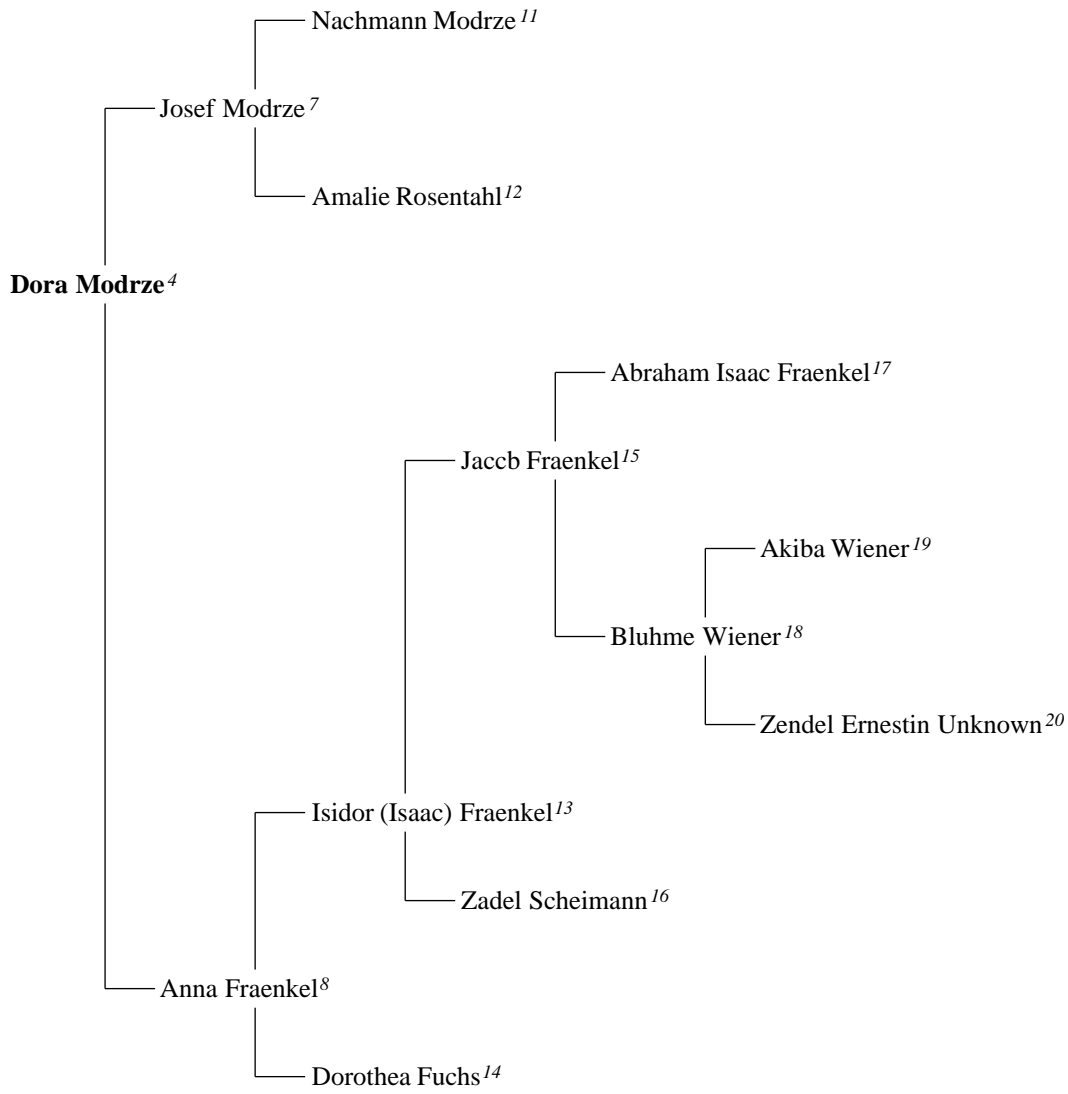 Nachmann Modrze 11
Josef Modrze 7
Amalie Rosentahl 12
Dora Modrze 4
Abraham Isaac Fraenkel 17
Jaccb Fraenkel 15
Akiba Wiener 19
Bluhme Wiener 18
Zendel Ernestin Unknown 20
Isidor (Isaac) Fraenkel 13
Zadel Scheimann 16
Anna Fraenkel 8
Dorothea Fuchs 14